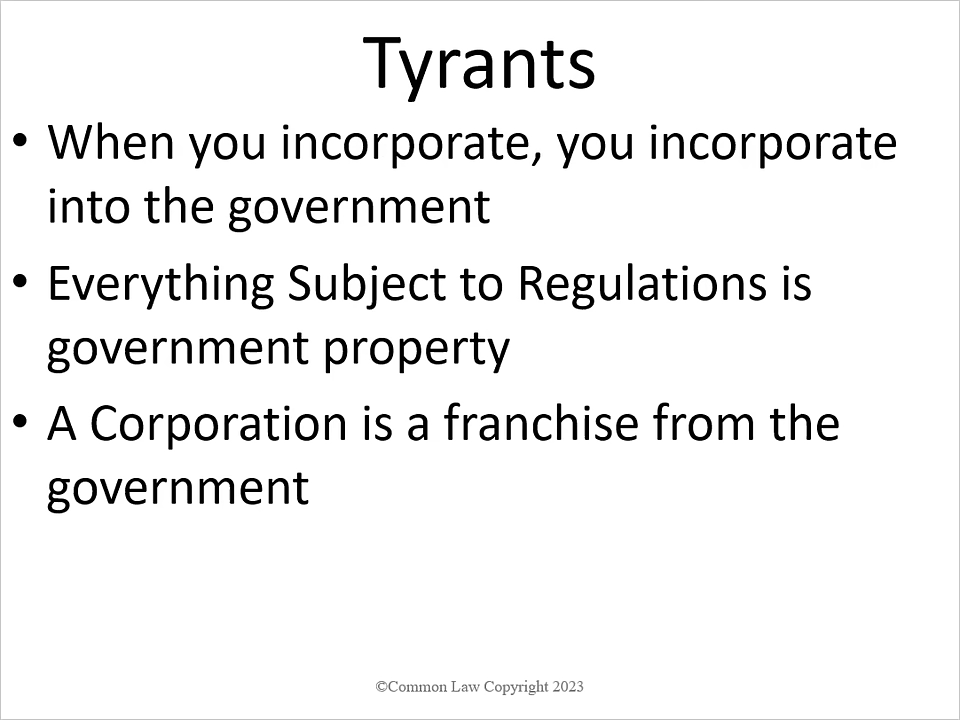 Tyrants
• When you incorporate, you incorporate
into the government
• Everything Subject to Regulations is
government property
• A Corporation is a franchise from the
government
©Common Law Copyright 2023